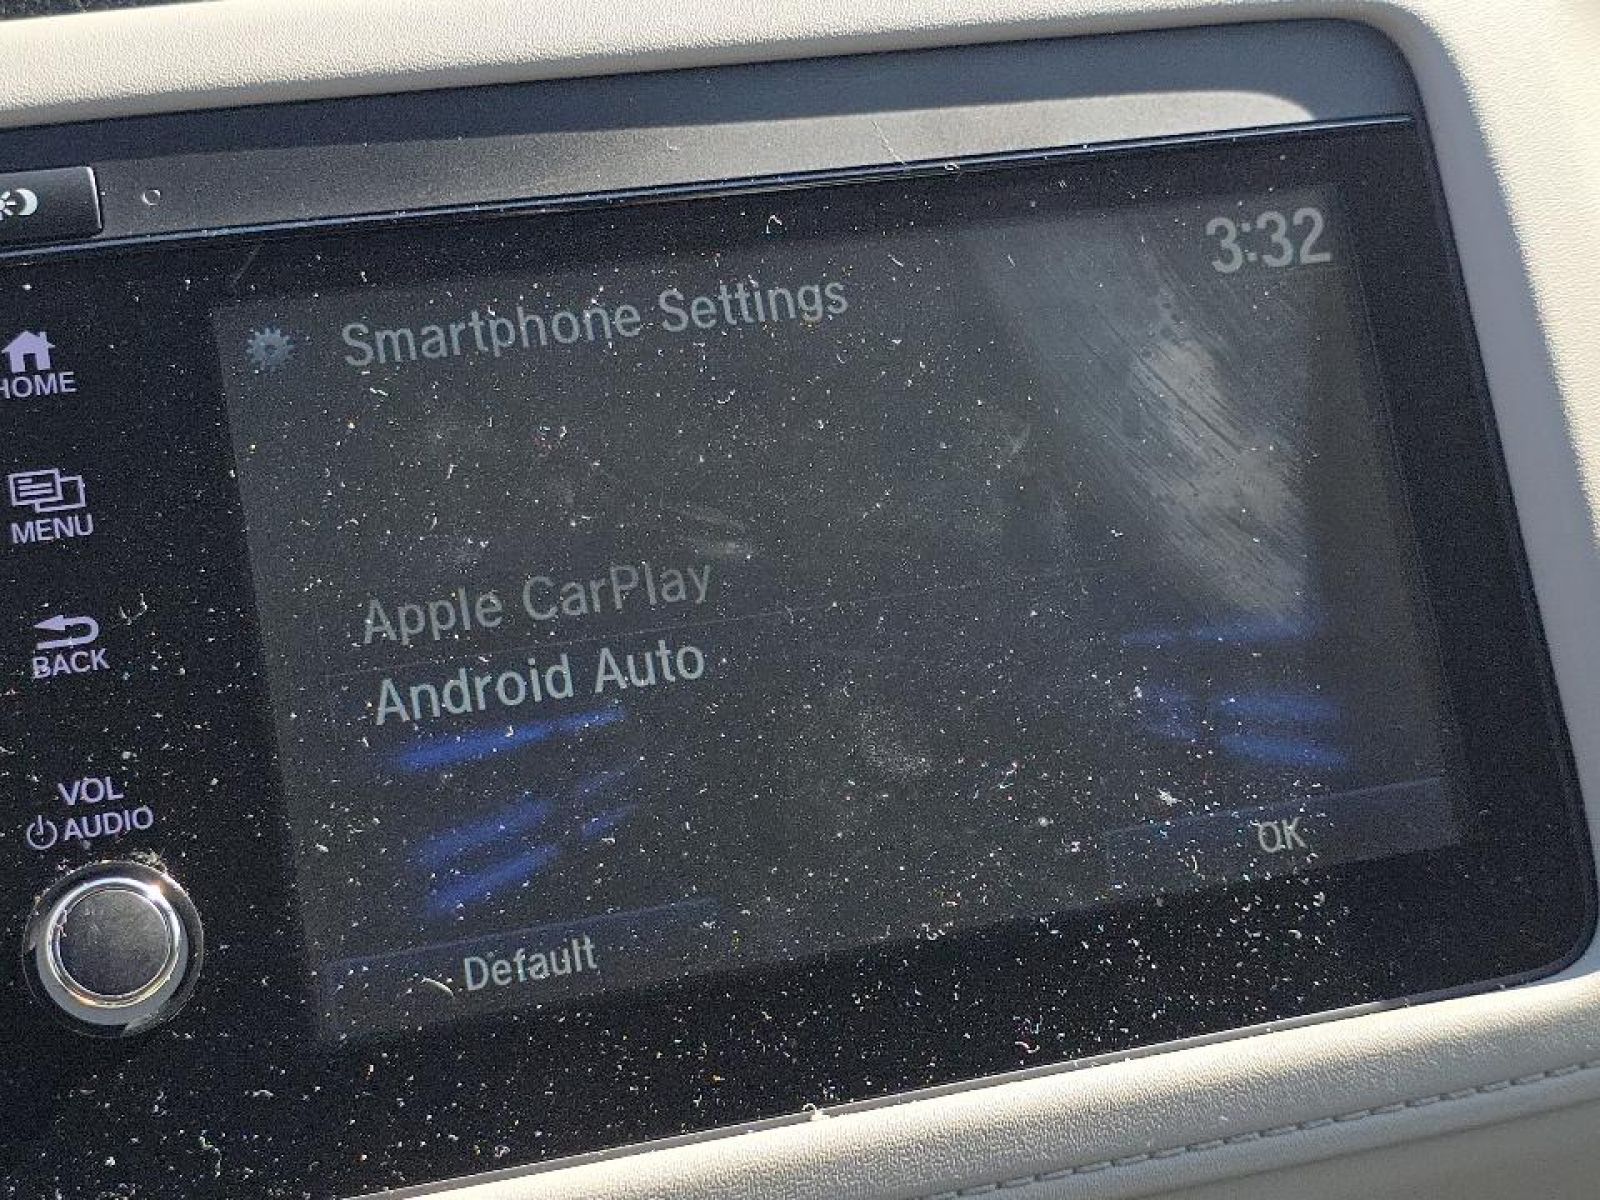 3:32
Smartphone Settings
HOME
MENU
Apple CarPlay
BACK
Android Auto
VOL
AUDIO
OK
Default